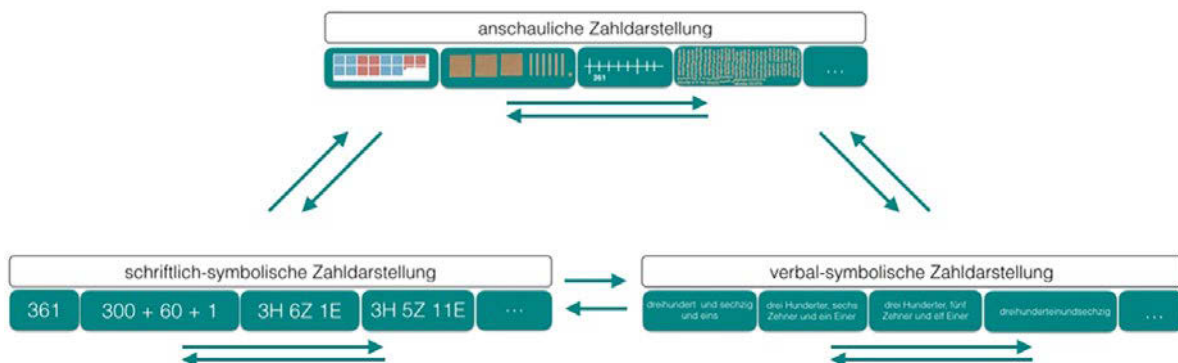 anschauliche Zahldarstellung
361
...
schriftlich-symbolische Zahldarstellung
361
300 + 60 + 1
3H 6Z 1E
3H 5Z 11E
...
verbal-symbolische Zahldarstellung
dreihundert und sechzig
und eins
drei Hunderter, sechs
Zehner und ein Einer
drei Hunderter, fünf
Zehner und elf Einer
dreihunderteinundsechzig
...